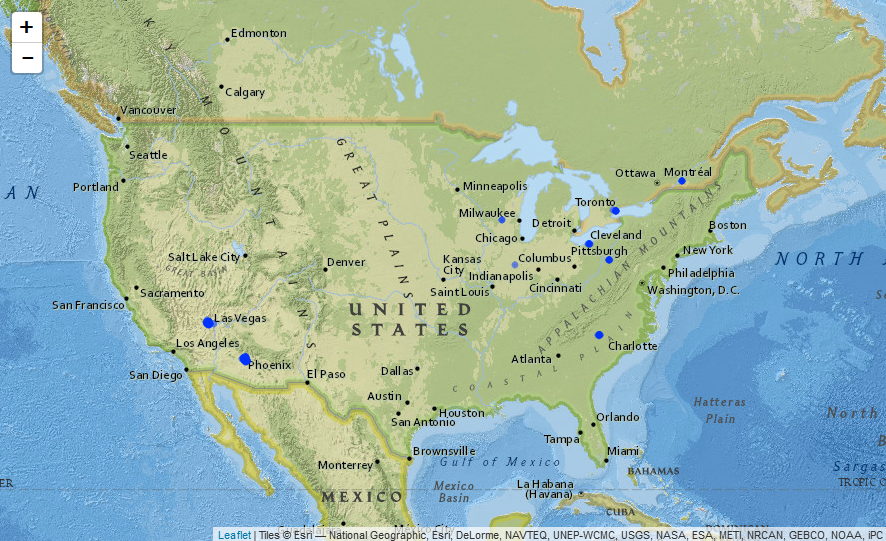 +
−
Edmonton
Calgary
Vancouver
Seattle
Portland
ROCKY MOUNTAINS
GREAT PLAINS
Minneapolis
Ottawa
Montréal
Toronto
Milwaukee
Detroit
Boston
Chicago
Cleveland
New York
Pittsburgh
Philadelphia
Washington, D.C.
Columbus
Indianapolis
Cincinnati
Kansas
City
Saint Louis
Salt Lake City
GREAT BASIN
Denver
Sacramento
San Francisco
Las Vegas
Los Angeles
San Diego
Phoenix
El Paso
UNITED
STATES
APPALACHIAN MOUNTAINS
COASTAL PLAIN
Charlotte
Atlanta
Dallas
Austin
Houston
San Antonio
Brownsville
Monterrey
MEXICO
Orlando
Tampa
Miami
Gulf of Mexico
Mexico
Basin
BAHAMAS
La Habana
(Havana)
CUBA
Hatteras
Plain
AN
NORTH
North
Sargas
TROPIC O
ER
DOMINICAN
Mexico City
Leaflet | Tiles © Esri — National Geographic, Esri, DeLorme, NAVTEQ, UNEP-WCMC, USGS, NASA, ESA, METI, NRCAN, GEBCO, NOAA, iPC